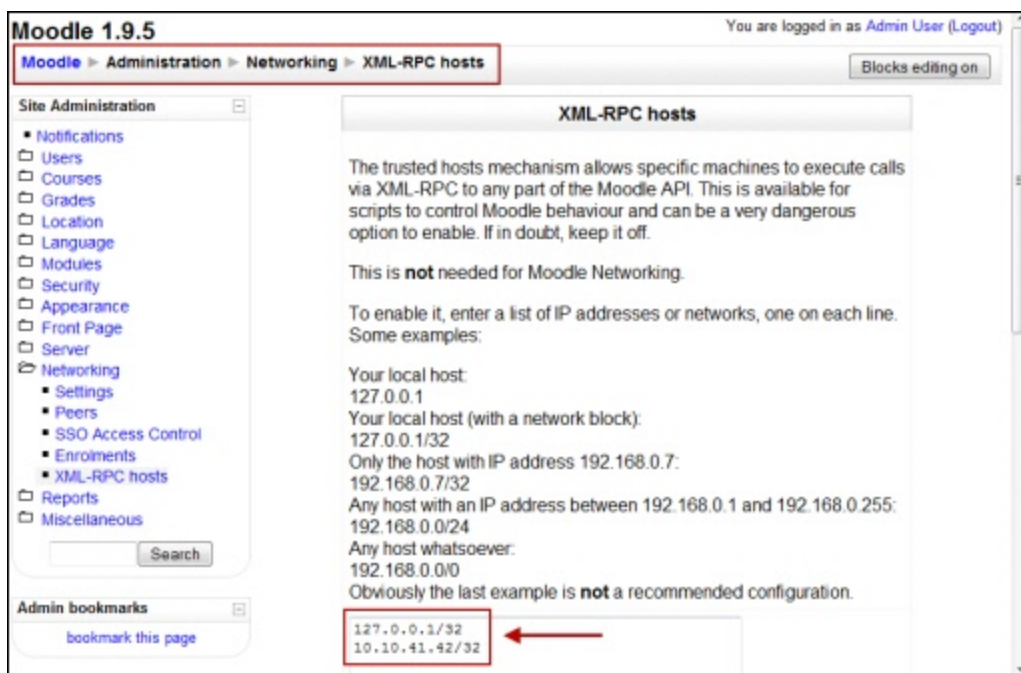 Moodle 1.9.5
You are logged in as Admin User (Logout)
Moodle ► Administration ► Networking ► XML-RPC hosts
Blocks editing on
Site Administration
Notifications
Users
Courses
Grades
Location
Language
Modules
Security
Appearance
Front Page
Server
Networking
Settings
Peers
SSO Access Control
Enrolments
XML-RPC hosts
Reports
Miscellaneous
Search
Admin bookmarks
bookmark this page
XML-RPC hosts
The trusted hosts mechanism allows specific machines to execute calls
via XML-RPC to any part of the Moodle API. This is available for
scripts to control Moodle behaviour and can be a very dangerous
option to enable. If in doubt, keep it off.
This is not needed for Moodle Networking.
To enable it, enter a list of IP addresses or networks, one on each line.
Some examples:
Your local host:
127.0.0.1
Your local host (with a network block):
127.0.0.1/32
Only the host with IP address 192.168.0.7:
192.168.0.7/32
Any host with an IP address between 192.168.0.1 and 192.168.0.255:
192.168.0.0/24
Any host whatsoever:
192.168.0.0/0
Obviously the last example is not a recommended configuration.
127.0.0.1/32
10.10.41.42/32